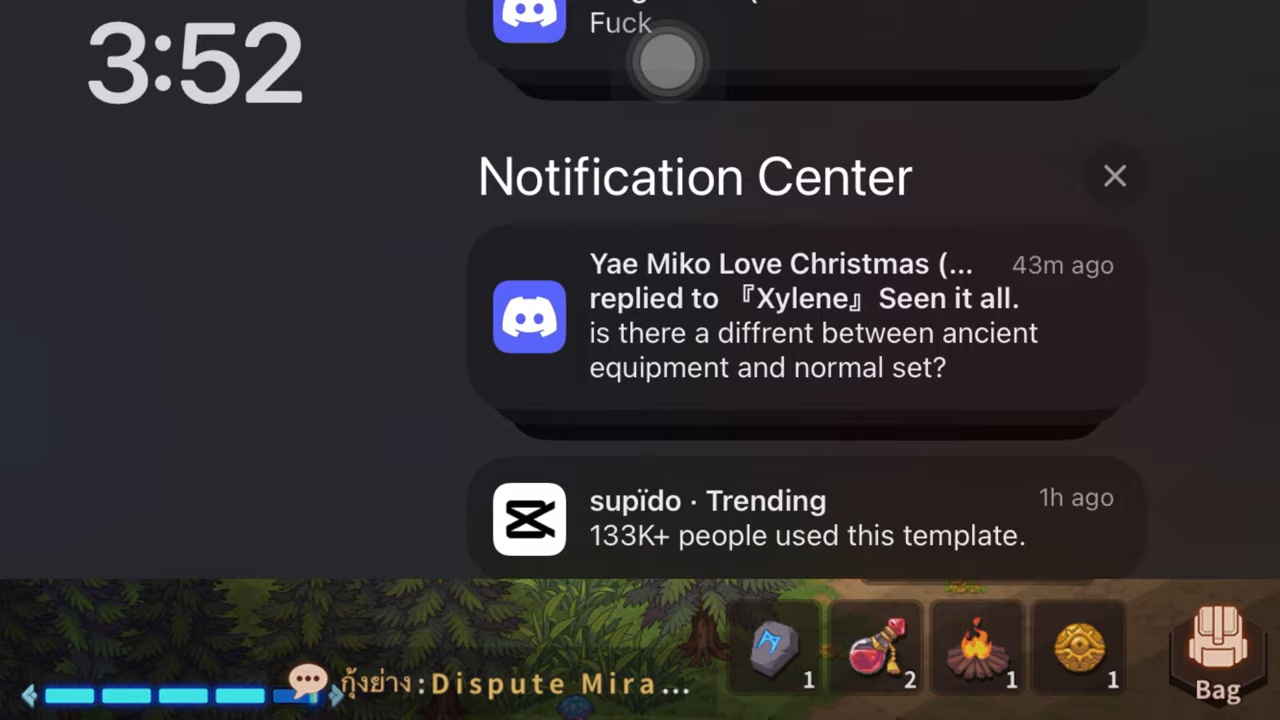 3:52
Fuck
Notification Center
Yae Miko Love Christmas (...
43m ago
replied to 『Xylene』 Seen it all.
is there a diffrent between ancient
equipment and normal set?
supïdo · Trending
1h ago
133K+ people used this template.
กุ้งย่าง:Dispute Mira...
1
2
1
1
Bag